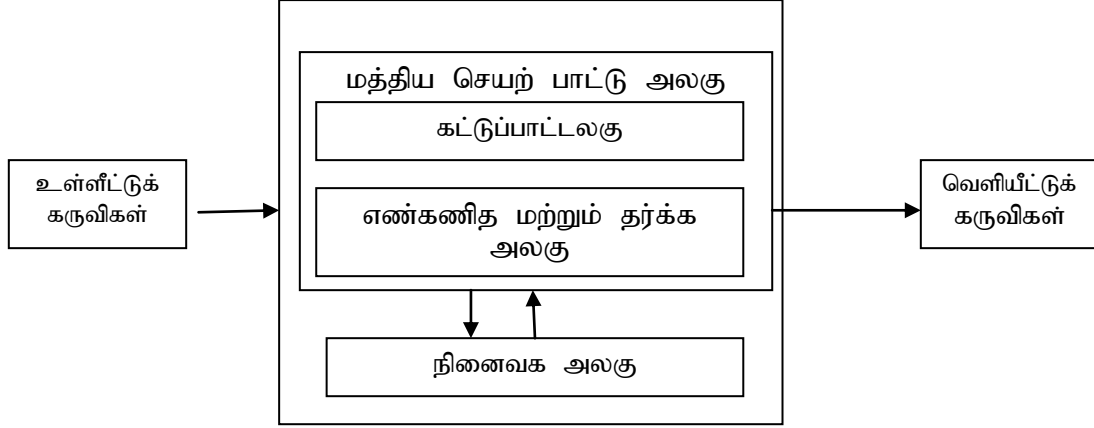 மத்திய செயற் பாட்டு அலகு
கட்டுப்பாட்டலகு
உள்ளீட்டுக்
கருவிகள்
எண்கணித மற்றும் தர்க்க
அலகு
வெளியீட்டுக்
கருவிகள்
நினைவக அலகு